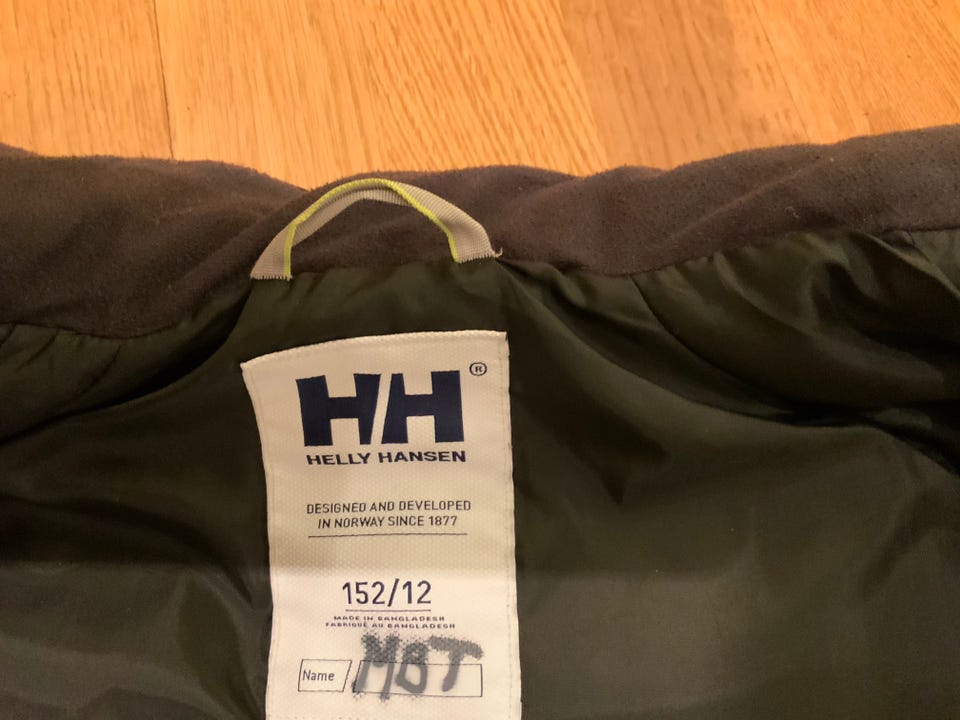 HH®
HELLY HANSEN
DESIGNED AND DEVELOPED
IN NORWAY SINCE 1877
152/12
MADE IN BANGLADESH
FABRIQUÉ AU BANGLADESH
Name MBT